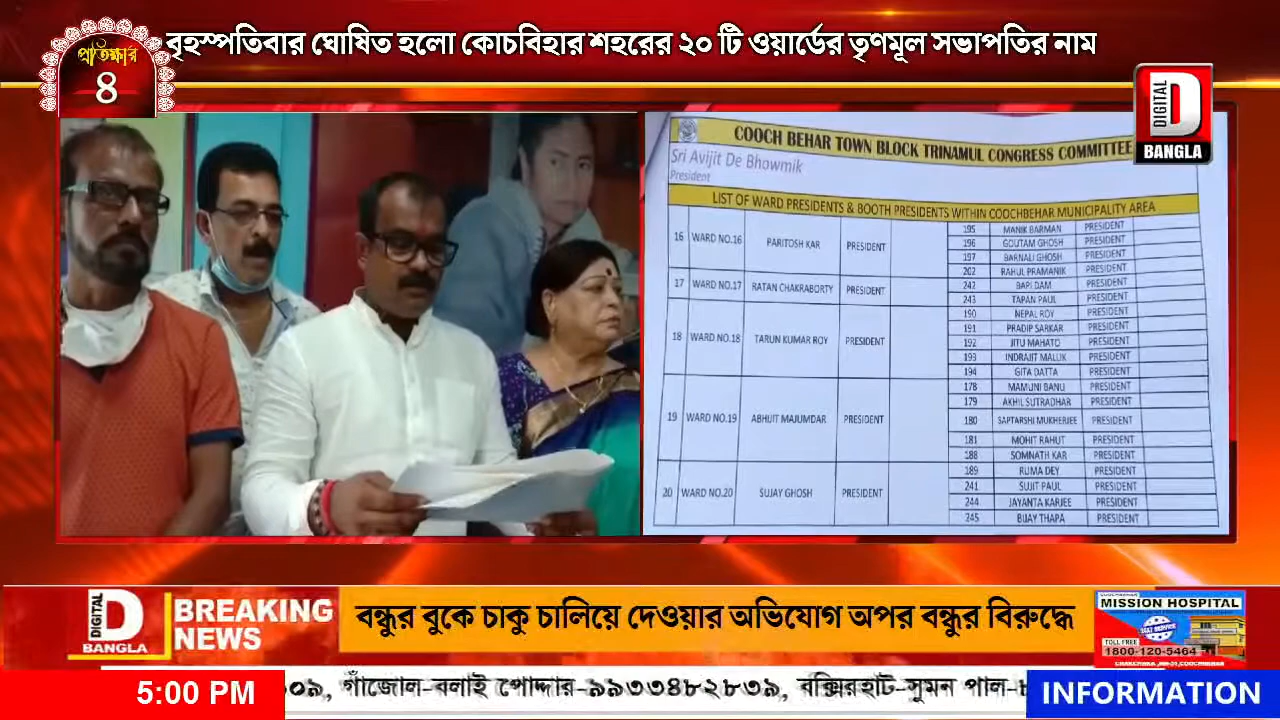 বৃহস্পতিবার ঘোষিত হলো কোচবিহার শহরের ২০ টি ওয়ার্ডের তৃণমূল সভাপতির নাম
প্রতিক্ষার
8
DIGITAL
BANGLA
COOCH BEHAR TOWN BLOCK TRINAMUL CONGRESS COMMITTEE
Sri Avijit De Bhowmik
President
LIST OF WARD PRESIDENTS & BOOTH PRESIDENTS WITHIN COOCHBEHAR MUNICIPALITY AREA
16 WARD NO.16 PARITOSH KAR PRESIDENT
195 MANIK BARMAN PRESIDENT
196 GOUTAM GHOSH PRESIDENT
197 BARNALI GHOSH PRESIDENT
202 RAHUL PRAMANIK PRESIDENT
17 WARD NO.17 RATAN CHAKRABORTY PRESIDENT
242 BAPI DAM PRESIDENT
243 TAPAN PAUL PRESIDENT
18 WARD NO.18 TARUN KUMAR ROY PRESIDENT
190 NEPAL ROY PRESIDENT
191 PRADIP SARKAR PRESIDENT
192 JITU MAHATO PRESIDENT
193 INDRAJIT MALLIK PRESIDENT
194 GITA DATTA PRESIDENT
19 WARD NO.19 ABHIJIT MAJUMDAR PRESIDENT
178 MAMUNI BANU PRESIDENT
179 AKHIL SUTRADHAR PRESIDENT
180 SAPTARSHI MUKHERJEE PRESIDENT
181 MOHIT RAHUT PRESIDENT
188 SOMNATH KAR PRESIDENT
20 WARD NO.20 SUJAY GHOSH PRESIDENT
189 RUMA DEY PRESIDENT
241 SUJIT PAUL PRESIDENT
244 JAYANTA KARJEE PRESIDENT
245 BIJAY THAPA PRESIDENT
DIGITAL
BANGLA
BREAKING
NEWS
বন্ধুর বুকে চাকু চালিয়ে দেওয়ার অভিযোগ অপর বন্ধুর বিরুদ্ধে
MISSION HOSPITAL
24X7 SERVICE
TOLL FREE
1800-120-5464
5:00 PM
০৯, গাঁজোল-বলাই পোদ্দার-৯৯৩৩৪৮২৮৩৯, বক্সিরহাট-সুমন পাল-
INFORMATION